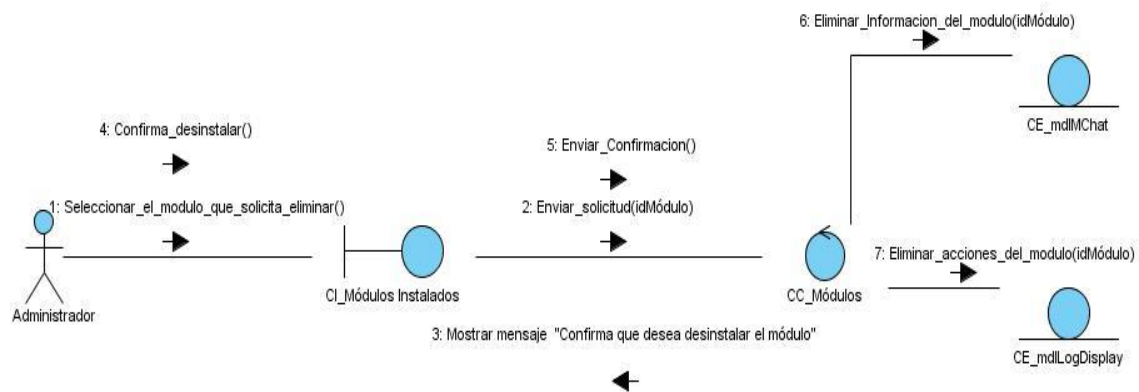 6: Eliminar_Informacion_del_modulo(idMódulo)
CE_mdlMChat
4: Confirma_desinstalar()
5: Enviar_Confirmacion()
1: Seleccionar_el_modulo_que_solicita_eliminar()
2: Enviar_solicitud(idMódulo)
7: Eliminar_acciones_del_modulo(idMódulo)
CI_Módulos Instalados
CC_Módulos
Administrador
3: Mostrar mensaje "Confirma que desea desinstalar el módulo"
CE_mdlLogDisplay